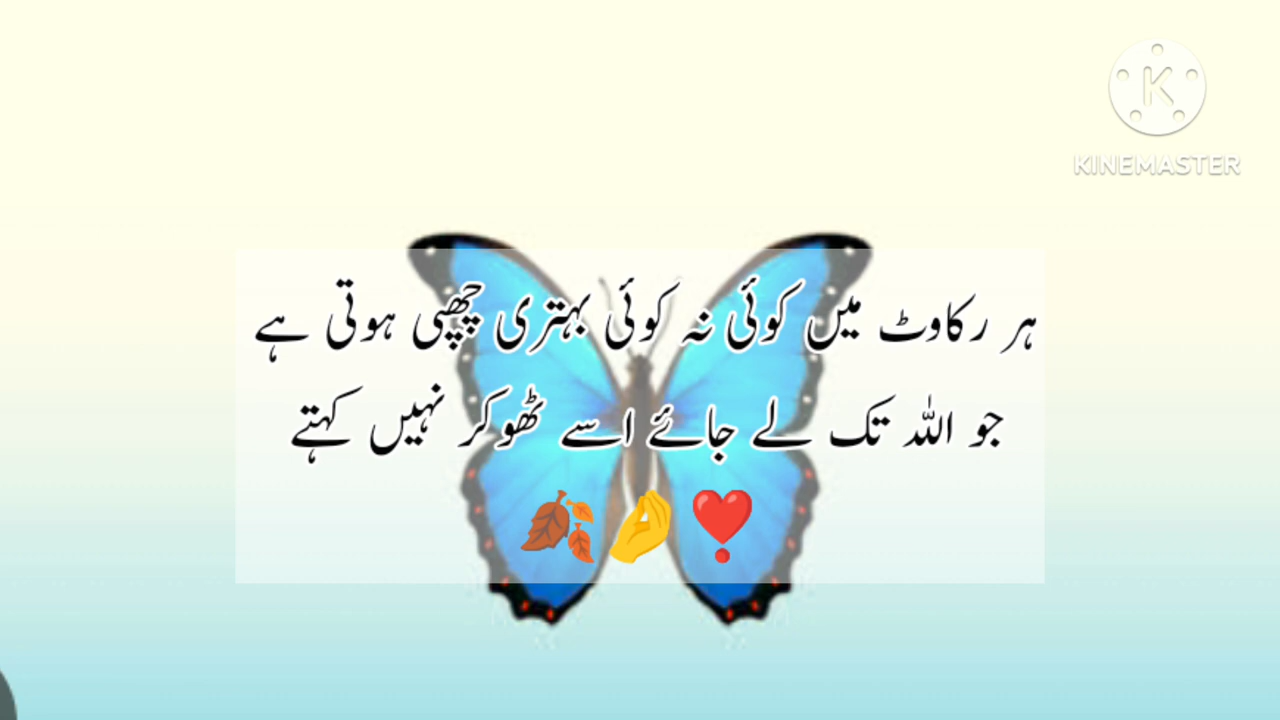 KINEMASTER
ہر رکاوٹ میں کوئی نہ کوئی بہتری چھپی ہوتی ہے
جو اللہ تک لے جائے اسے ٹھوکر نہیں کہتے
❣️🤌🍂